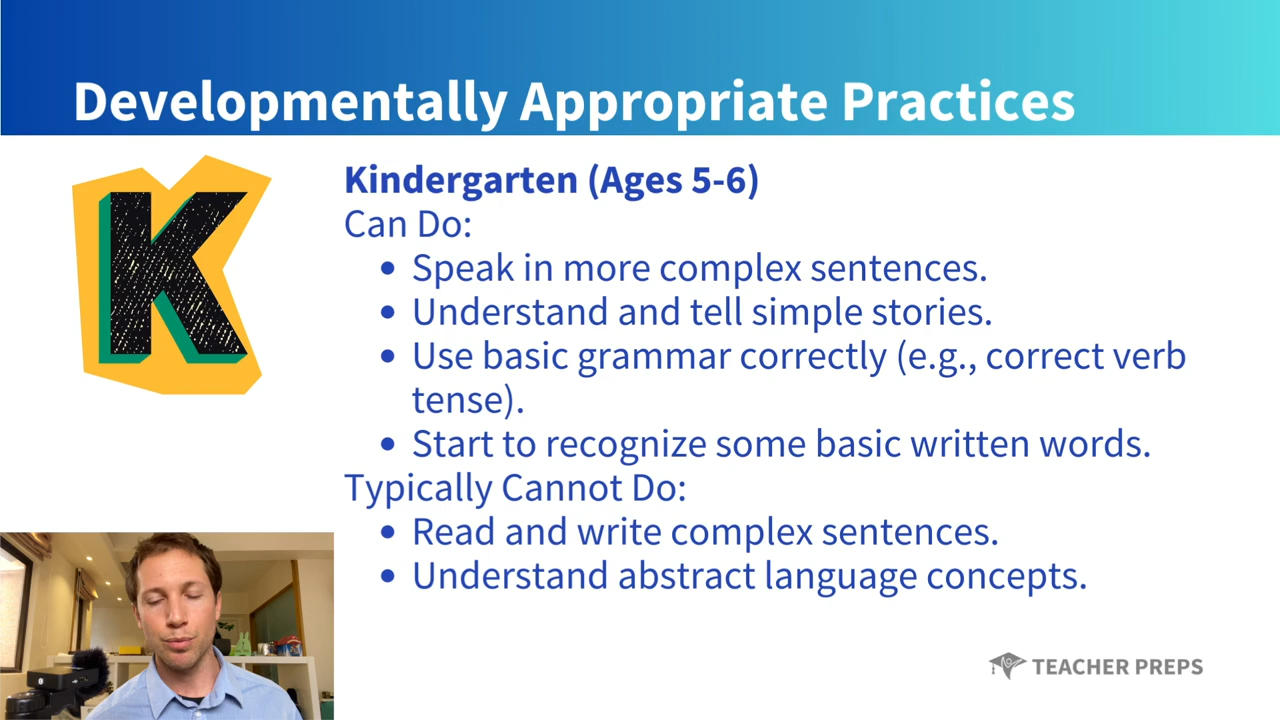 Developmentally Appropriate Practices
K
Kindergarten (Ages 5-6)
Can Do:
• Speak in more complex sentences.
• Understand and tell simple stories.
• Use basic grammar correctly (e.g., correct verb
tense).
• Start to recognize some basic written words.
Typically Cannot Do:
• Read and write complex sentences.
• Understand abstract language concepts.
TEACHER PREPS